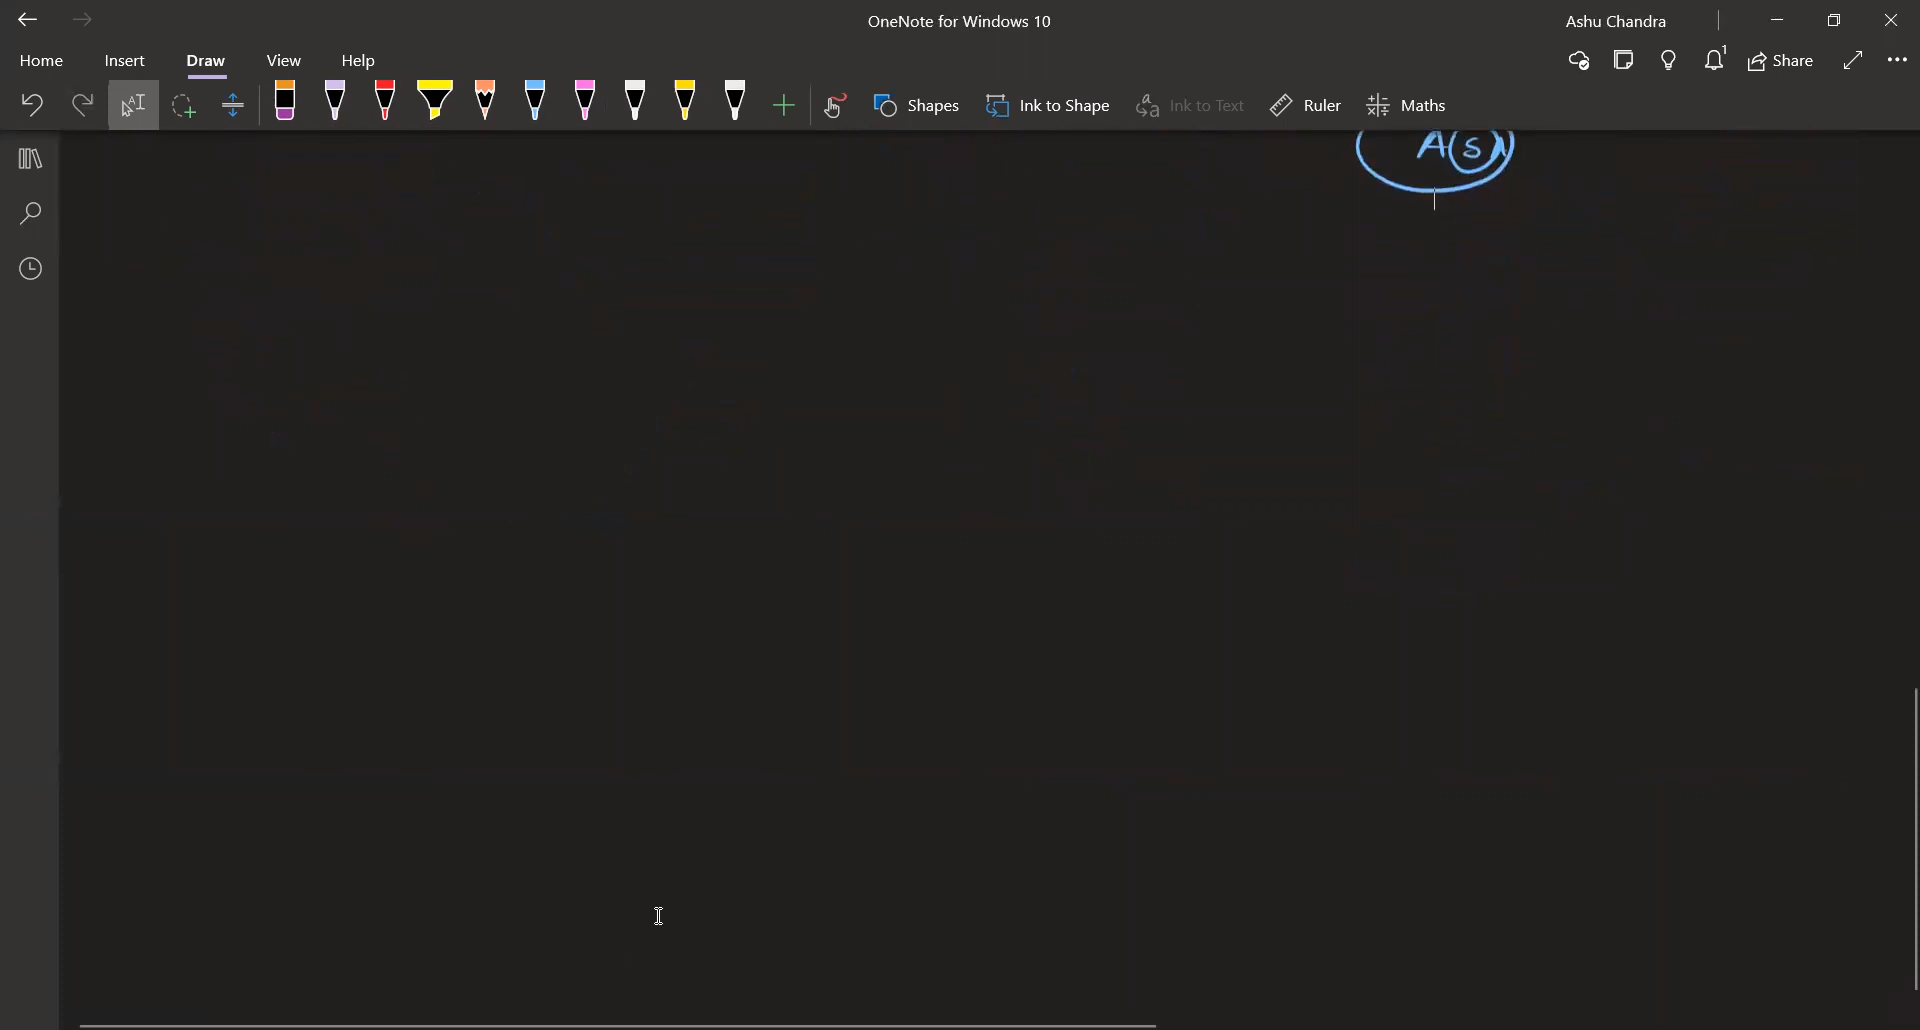 OneNote for Windows 10
Ashu Chandra
Home Insert Draw View Help
1
Share
Shapes
Ink to Shape
Ink to Text
Ruler
Maths
A(s)